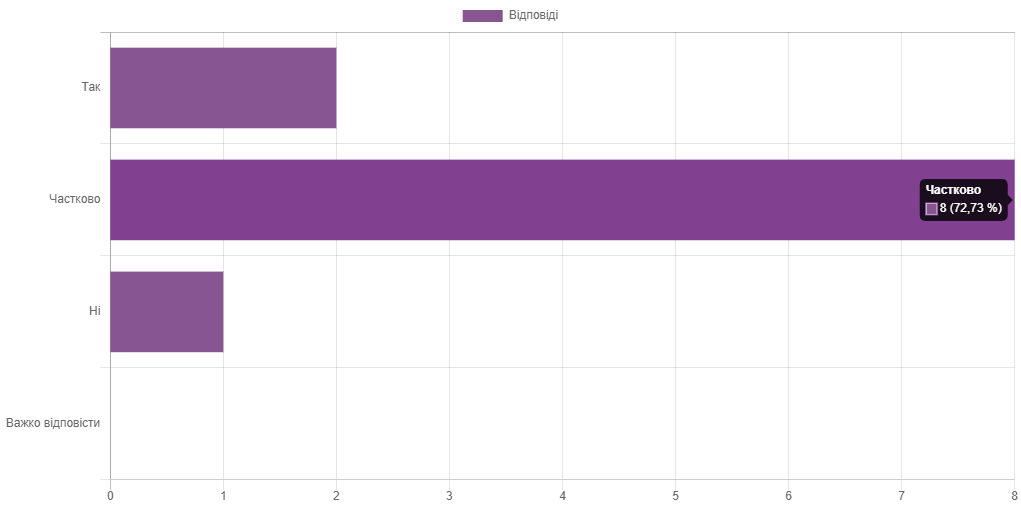 Відповіді
Так
Частково
Частково
8 (72,73 %)
Ні
Важко відповісти
0 1 2 3 4 5 6 7 8